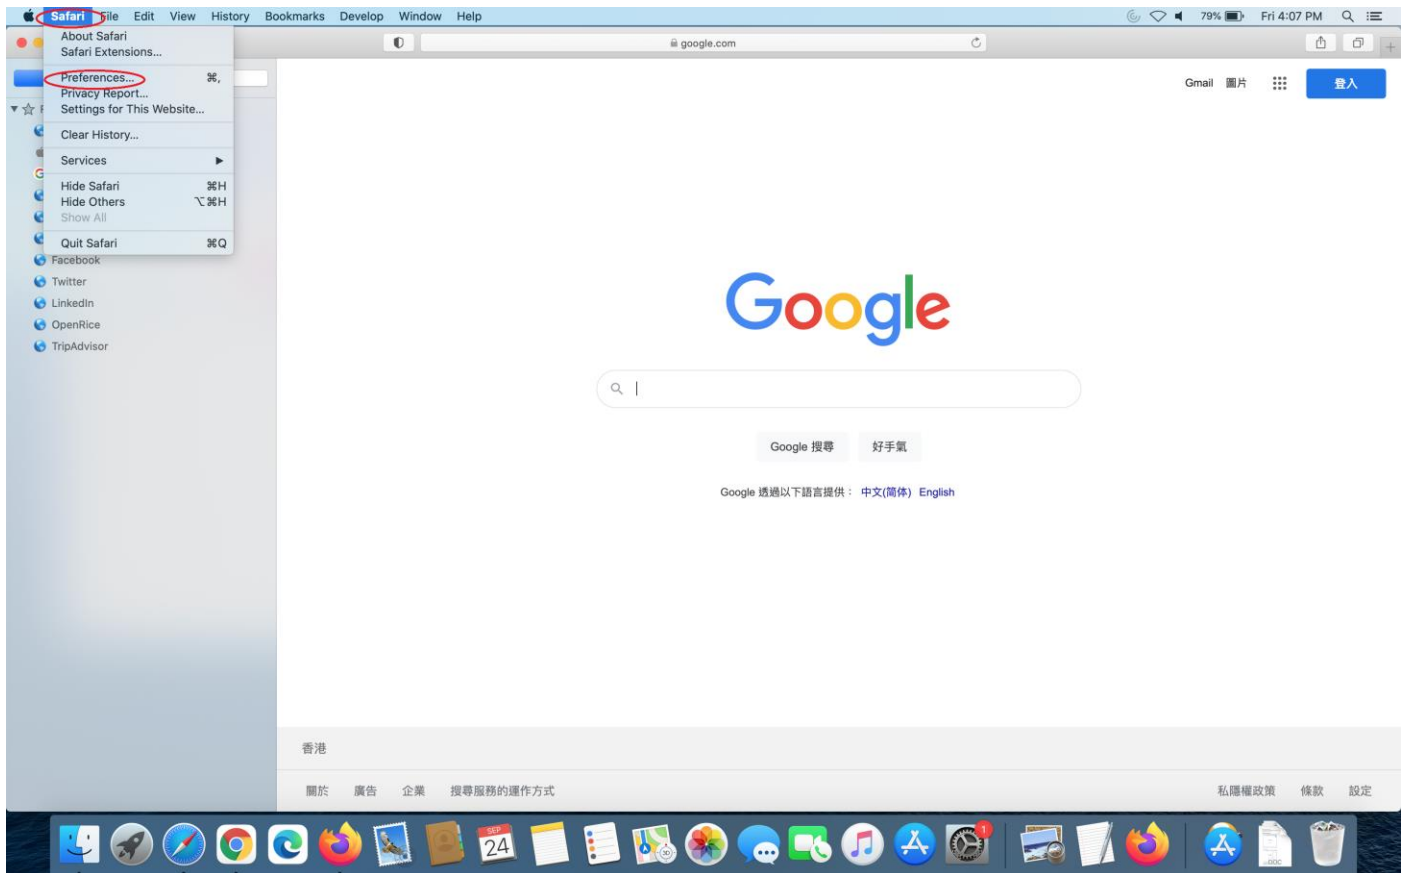 Safari File Edit View History Bookmarks Develop Window Help 79% Fri 4:07 PM
About Safari
Safari Extensions...
google.com
Preferences... ⌘,
Privacy Report...
Settings for This Website...
Clear History...
Services
Hide Safari ⌘H
Hide Others ⌥⌘H
Show All
Quit Safari ⌘Q
Facebook
Twitter
LinkedIn
OpenRice
TripAdvisor
Gmail 圖片 登入
Google
Google 搜尋 好手氣
Google 透過以下語言提供： 中文(简体) English
香港
關於 廣告 企業 搜尋服務的運作方式 私隱權政策 條款 設定
SEP
24
3D
1
.DOC